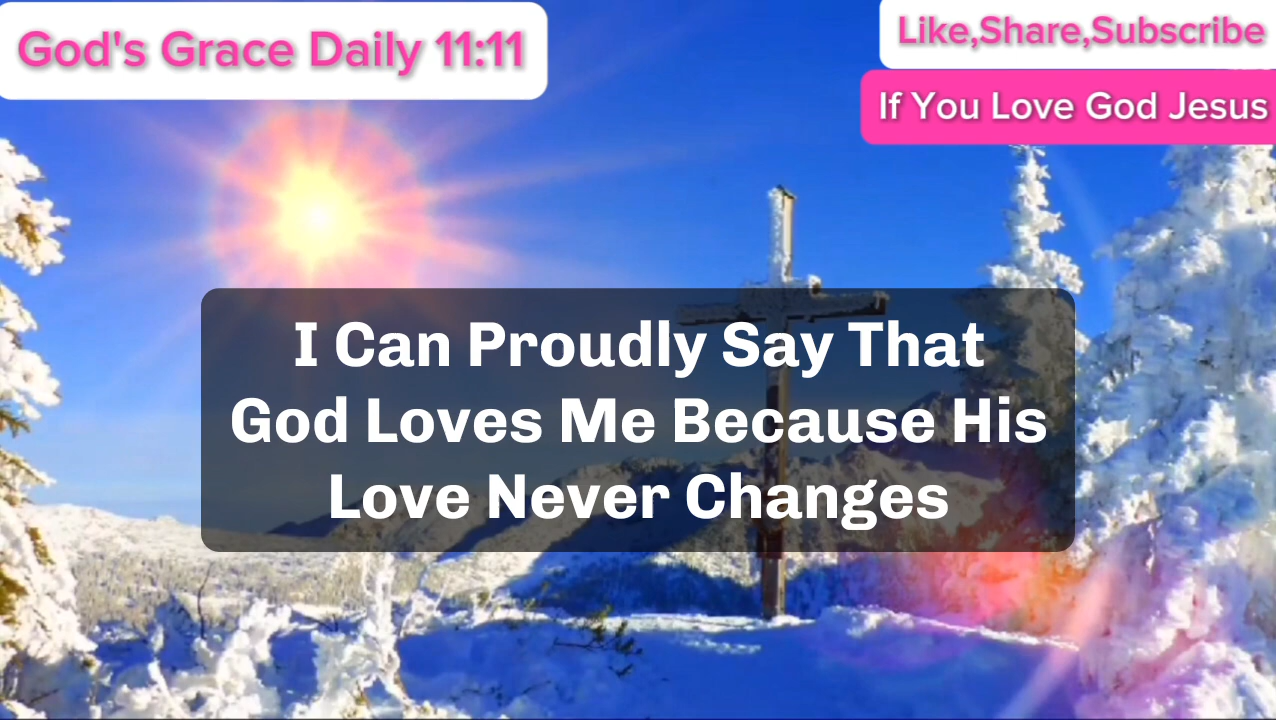 God's Grace Daily 11:11
Like,Share,Subscribe
If You Love God Jesus
I Can Proudly Say That
God Loves Me Because His
Love Never Changes